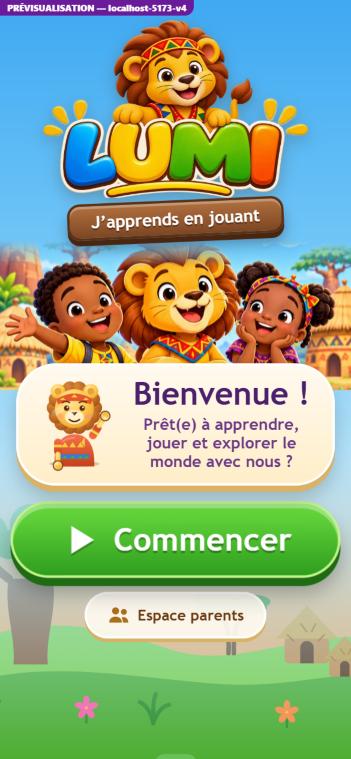 PRÉVISUALISATION — localhost-5173-v4
LUMI
J'apprends en jouant
Bienvenue !
Prêt(e) à apprendre,
jouer et explorer le
monde avec nous ?
Commencer
Espace parents